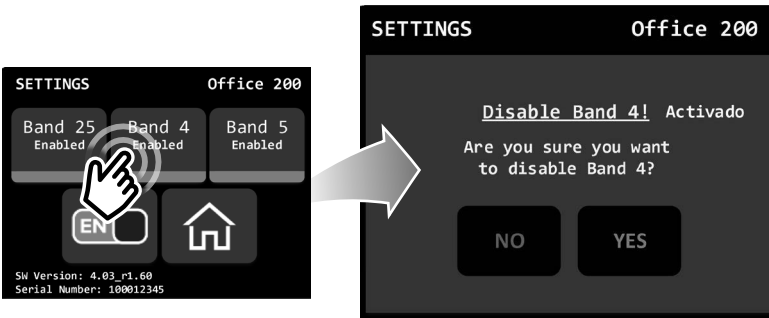 SETTINGS Office 200
Band 25 Band 4 Band 5
Enabled Enabled Enabled
EN
SW Version: 4.03_r1.60
Serial Number: 100012345
SETTINGS Office 200
Disable Band 4! Activado
Are you sure you want
to disable Band 4?
NO YES